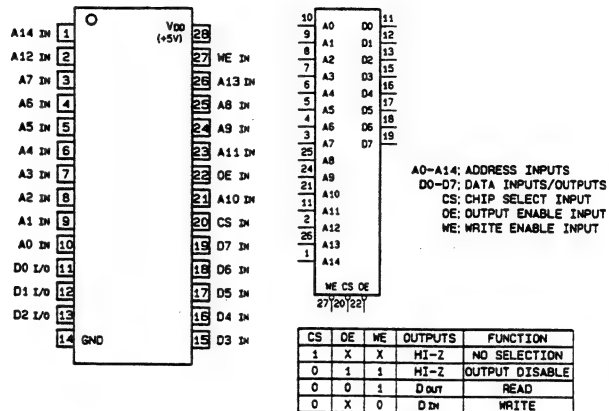 A14 IN 1 VDD 28
(+5V)
A12 IN 2 27 WE IN
A7 IN 3 26 A13 IN
A6 IN 4 25 A8 IN
A5 IN 5 24 A9 IN
A4 IN 6 23 A11 IN
A3 IN 7 22 OE IN
A2 IN 8 21 A10 IN
A1 IN 9 20 CS IN
A0 IN 10 19 D7 IN
D0 I/O 11 18 D6 IN
D1 I/O 12 17 D5 IN
D2 I/O 13 16 D4 IN
14 GND 15 D3 IN
10 A0 D0 11
9 A1 D1 12
8 A2 D2 13
7 A3 D3 15
6 A4 D4 16
5 A5 D5 17
4 A6 D6 18
3 A7 D7 19
25 A8
24 A9
21 A10
11 A11
2 A12
26 A13
1 A14
WE CS OE
27 20 22
A0-A14; ADDRESS INPUTS
D0-D7; DATA INPUTS/OUTPUTS
CS; CHIP SELECT INPUT
OE; OUTPUT ENABLE INPUT
WE; WRITE ENABLE INPUT
CS OE WE OUTPUTS FUNCTION
1 X X HI-Z NO SELECTION
0 1 1 HI-Z OUTPUT DISABLE
0 0 1 D OUT READ
0 X 0 D IN WRITE